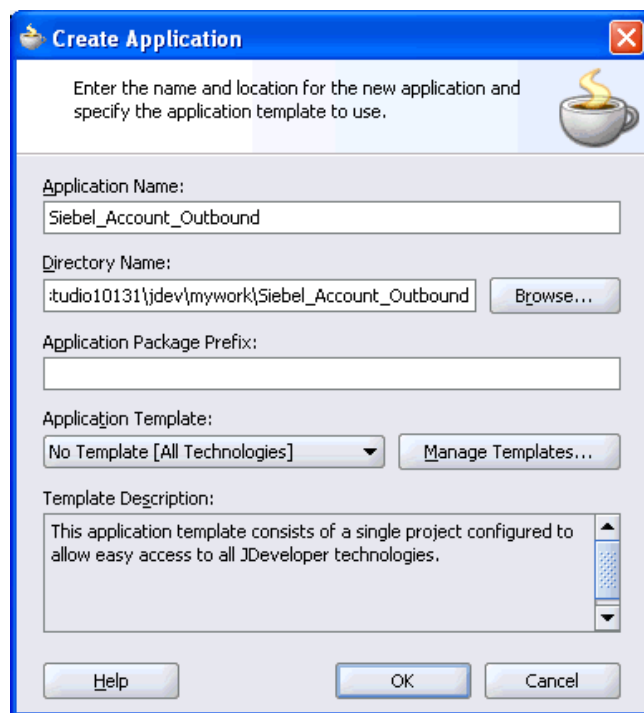 Create Application
Enter the name and location for the new application and
specify the application template to use.
Application Name:
Siebel_Account_Outbound
Directory Name:
:tudio10131\jdev\mywork\Siebel_Account_Outbound
Browse...
Application Package Prefix:
Application Template:
No Template [All Technologies]
Manage Templates...
Template Description:
This application template consists of a single project configured to
allow easy access to all JDeveloper technologies.
Help
OK
Cancel